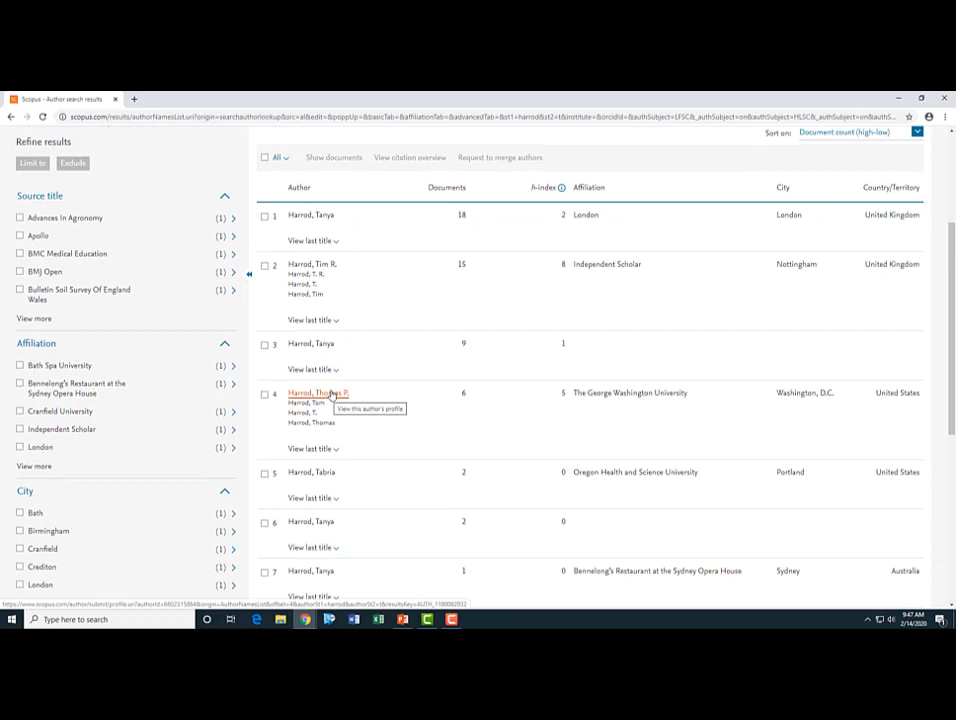 Scopus - Author search results
scopus.com/results/authorNamesList.uri?origin=searchauthorlookup&src=al&edit=&poppUp=&basicTab=&affiliationTab=&advancedTab=&st1=harrod&st2=t&institute=&orcidId=&authSubject=LFSC&_authSubject=on&authSubject=HLSC&_authSubject=on&auth5...
Refine results
Limit to Exclude
Source title
Advances In Agronomy (1)
Apollo (1)
BMC Medical Education (1)
BMJ Open (1)
Bulletin Soil Survey Of England (1)
Wales
View more
Affiliation
Bath Spa University (1)
Bennelong's Restaurant at the (1)
Sydney Opera House
Cranfield University (1)
Independent Scholar (1)
London (1)
View more
City
Bath (1)
Birmingham (1)
Cranfield (1)
Crediton (1)
London (1)
Sort on: Document count (high-low)
All Show documents View citation overview Request to merge authors
Author Documents h-index Affiliation City Country/Territory
1 Harrod, Tanya 18 2 London London United Kingdom
View last title
2 Harrod, Tim R. 15 8 Independent Scholar Nottingham United Kingdom
Harrod, T. R.
Harrod, T.
Harrod, Tim
View last title
3 Harrod, Tanya 9 1
View last title
4 Harrod, Thomas P. 6 5 The George Washington University Washington, D.C. United States
Harrod, Tom
View this author's profile
Harrod, T.
Harrod, Thomas
View last title
5 Harrod, Tabria 2 0 Oregon Health and Science University Portland United States
View last title
6 Harrod, Tanya 2 0
View last title
7 Harrod, Tanya 1 0 Bennelong's Restaurant at the Sydney Opera House Sydney Australia
View last title
Type here to search
9:47 AM
2/14/2020